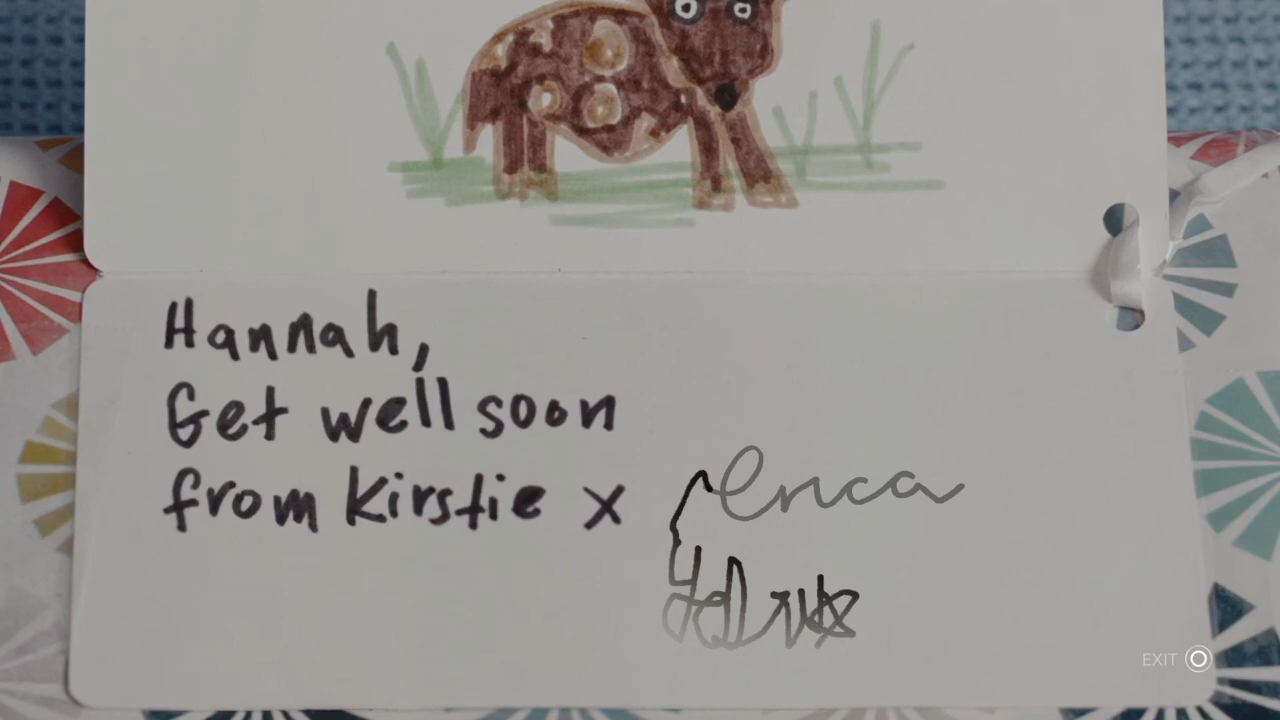 Hannah,
Get well soon
from Kirstie x
erica
EXIT